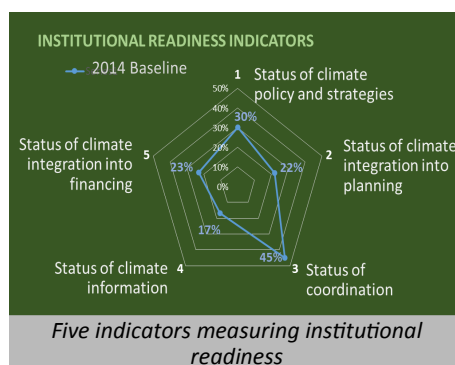 INSTITUTIONAL READINESS INDICATORS
2014 Baseline
1
Status of climate
policy and strategies
50%
40%
30%
20%
10%
0%
30%
Status of climate
integration into
financing
5
23%
22%
2
Status of climate
integration into
planning
17%
45%
Status of climate
information
4
3
Status of
coordination
Five indicators measuring institutional
readiness